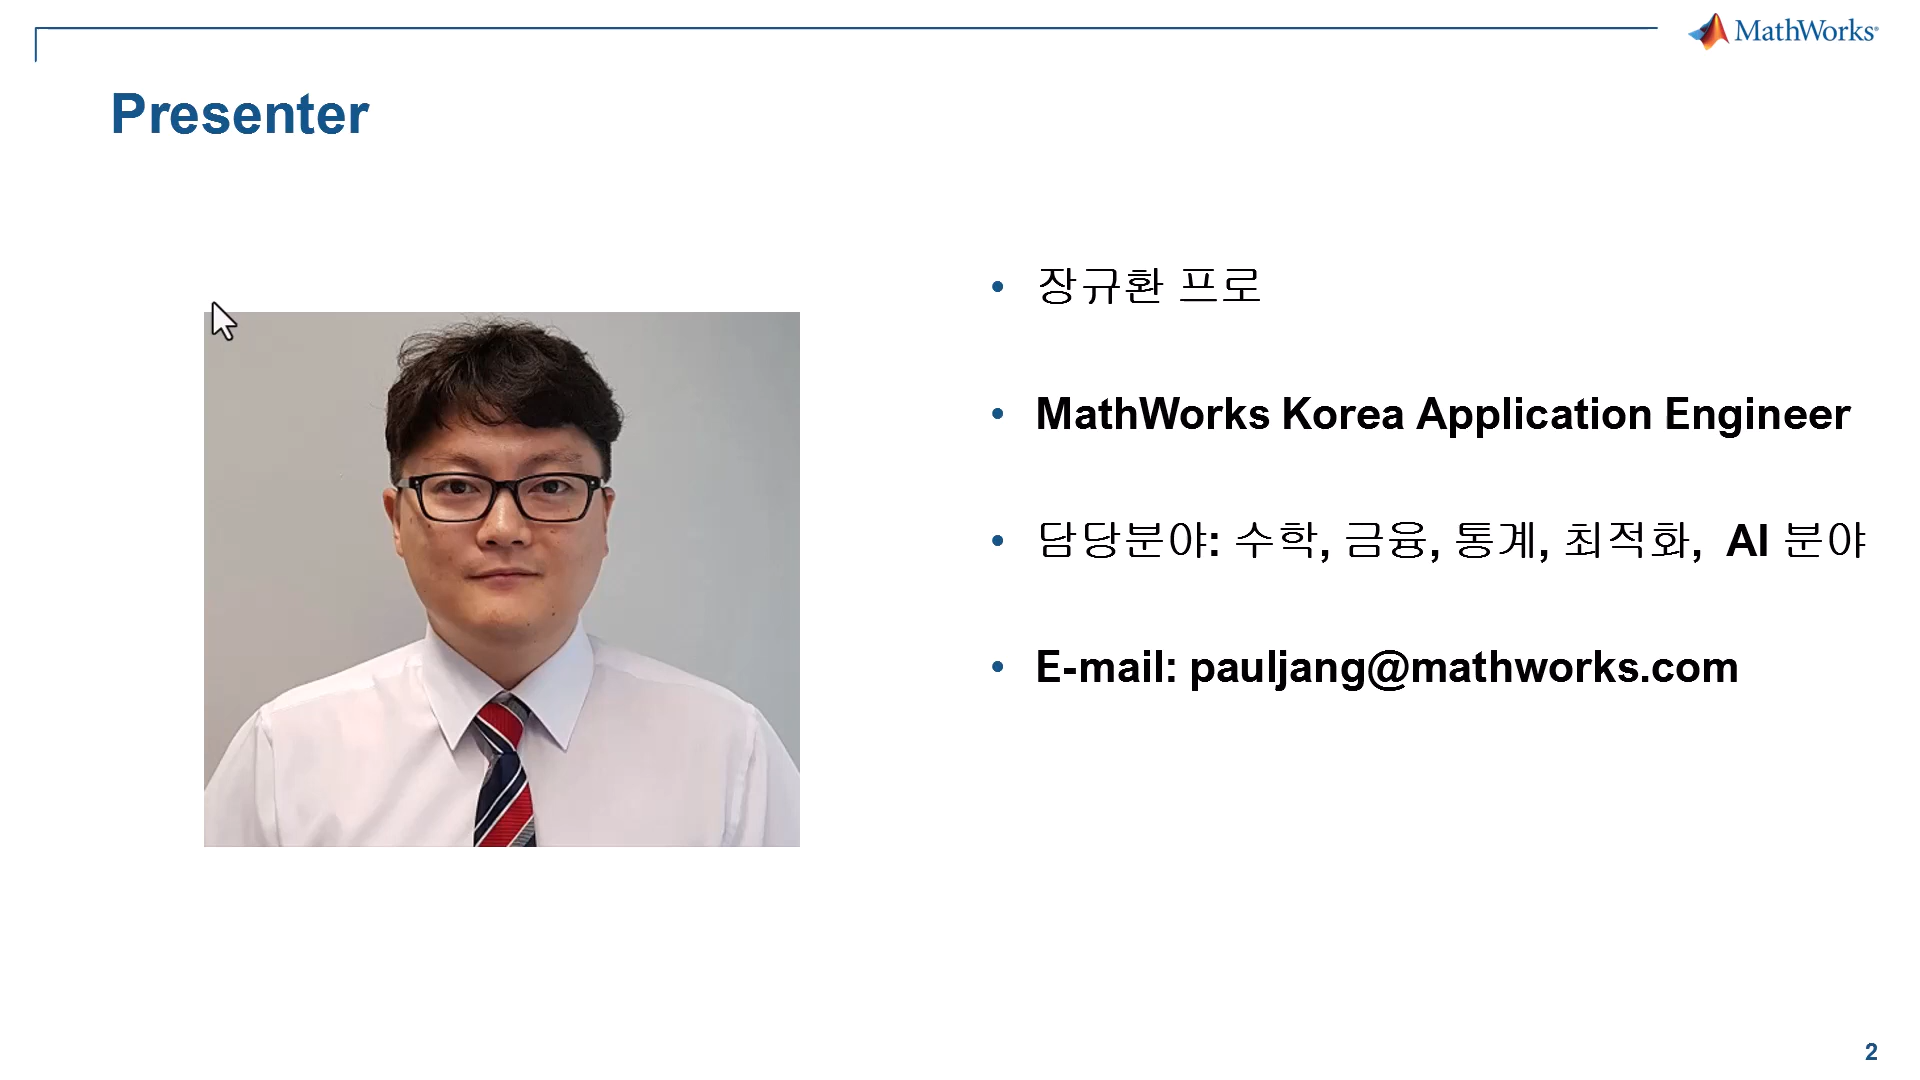 MathWorks®
Presenter
• 장규환 프로
• MathWorks Korea Application Engineer
• 담당분야: 수학, 금융, 통계, 최적화, AI 분야
• E-mail: pauljang@mathworks.com
2